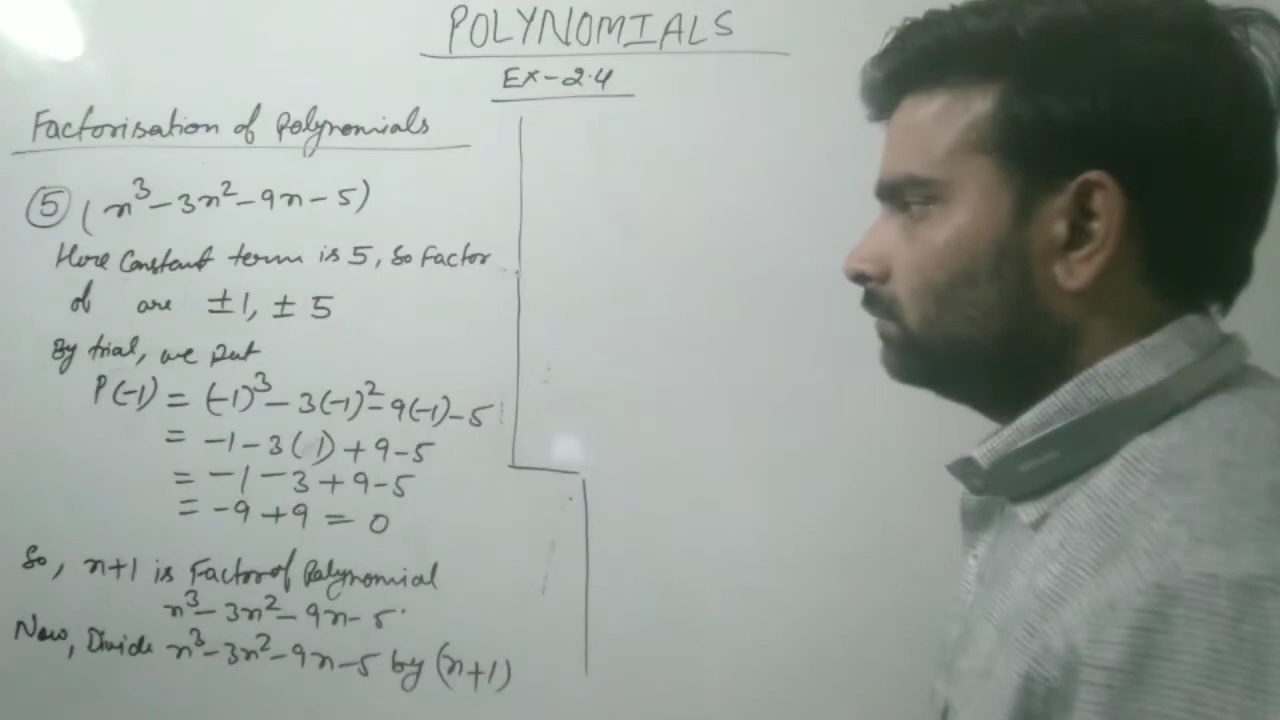 POLYNOMIALS
Ex-2.4
Factorisation of Polynomials
⑤ (x³-3x²-9x-5)
Here Constant term is 5, So Factor
of are ±1, ±5
By trial, we put
P(-1) = (-1)³-3(-1)²-9(-1)-5
= -1-3(1)+9-5
= -1-3+9-5
= -9+9=0
So, x+1 is Factor of Polynomial
x³-3x²-9x-5.
Now, Divide x³-3x²-9x-5 by (x+1)